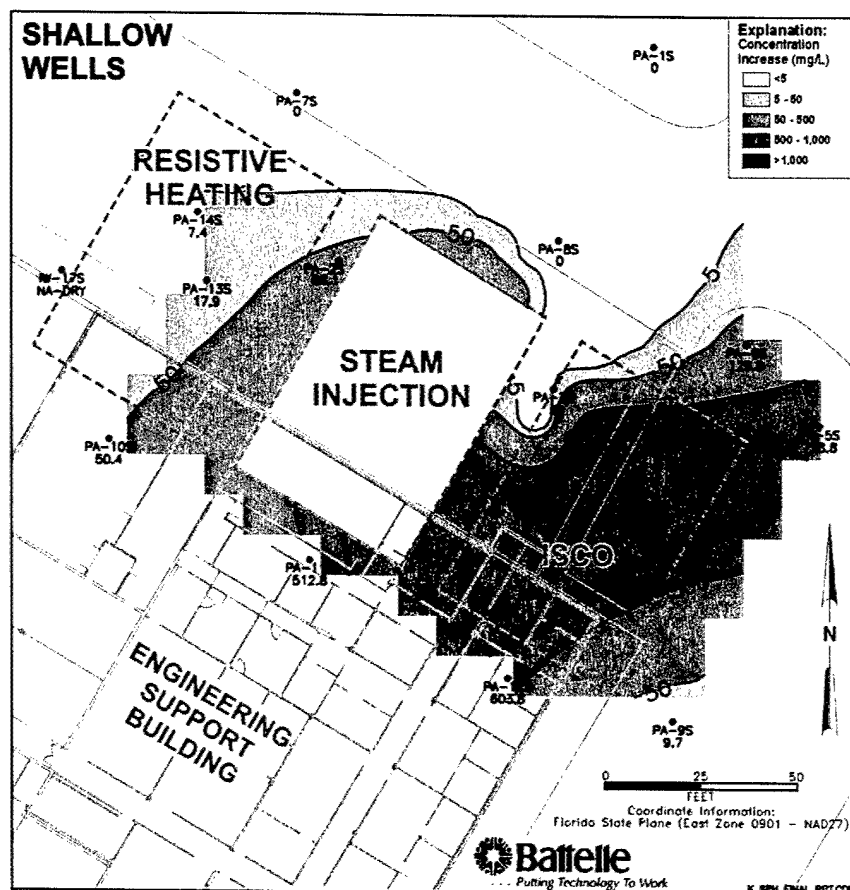 SHALLOW
WELLS
Explanation:
Concentration
Increase (mg/L)
<5
5 - 50
50 - 500
500 - 1,000
>1,000
PA-1S
0
PA-7S
0
RESISTIVE
HEATING
PA-14S
7.4
50
PA-8S
0
5
PA-13S
17.9
NA-DRY
STEAM
INJECTION
50
50
5
PA-10S
50.4
ISCO
PA-1
512.8
ENGINEERING
SUPPORT
BUILDING
50
PA-9S
9.7
N
0 25 50
FEET
Coordinate Information:
Florida State Plane (East Zone 0901 - NAD27)
Battelle
... Putting Technology To Work